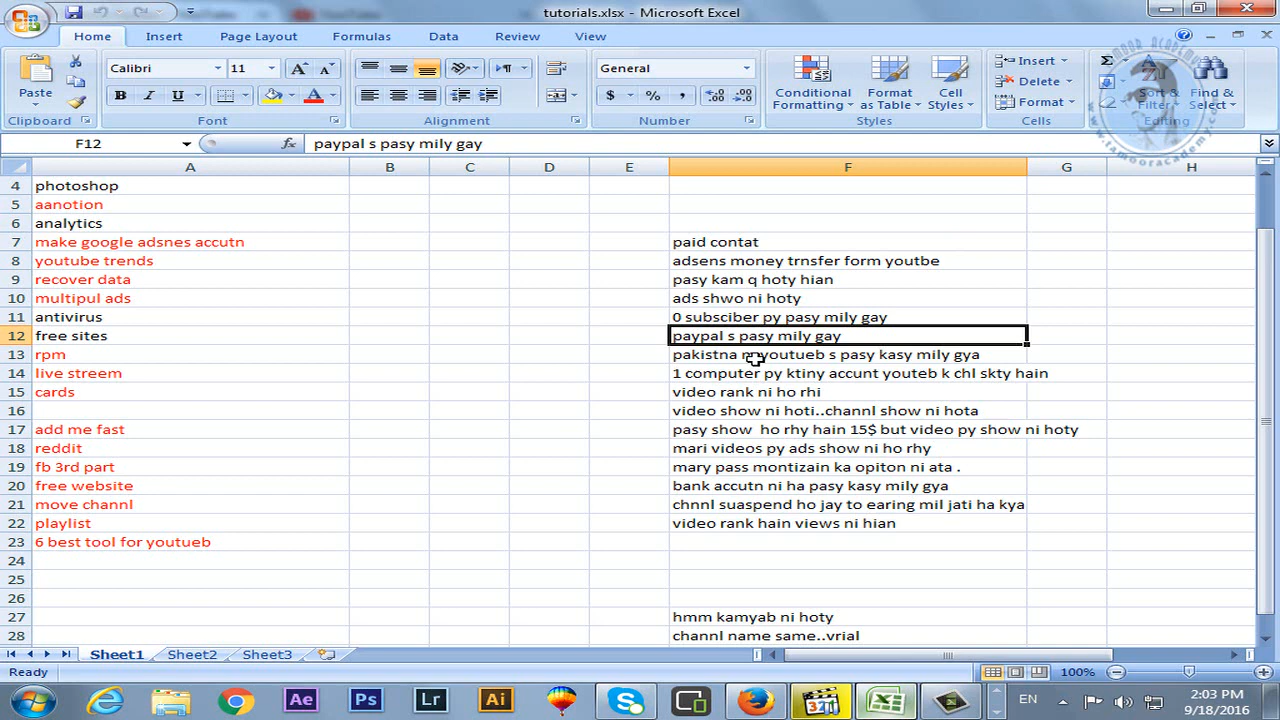 tutorials.xlsx - Microsoft Excel
Home Insert Page Layout Formulas Data Review View
Paste
Calibri 11
B I U
General
$ % ,
Conditional Formatting
Format as Table
Cell Styles
Insert
Delete
Format
Sort & Filter
Find & Select
Clipboard Font Alignment Number Styles Cells Editing
www.tamooracademy.com
F12 fx paypal s pasy mily gay
A B C D E F G H
4 photoshop
5 aanotion
6 analytics
7 make google adsnes accutn paid contat
8 youtube trends adsens money trnsfer form youtbe
9 recover data pasy kam q hoty hian
10 multipul ads ads shwo ni hoty
11 antivirus 0 subsciber py pasy mily gay
12 free sites paypal s pasy mily gay
13 rpm pakistna youtueb s pasy kasy mily gya
14 live streem 1 computer py ktiny accunt youteb k chl skty hain
15 cards video rank ni ho rhi
16 video show ni hoti..channl show ni hota
17 add me fast pasy show ho rhy hain 15$ but video py show ni hoty
18 reddit mari videos py ads show ni ho rhy
19 fb 3rd part mary pass montizain ka opiton ni ata .
20 free website bank accutn ni ha pasy kasy mily gya
21 move channl chnnl suaspend ho jay to earing mil jati ha kya
22 playlist video rank hain views ni hian
23 6 best tool for youtueb
24
25
26
27 hmm kamyab ni hoty
28 channl name same..vrial
Sheet1 Sheet2 Sheet3
Ready 100%
Ae Ps Lr Ai 321 EN 2:03 PM
9/18/2016